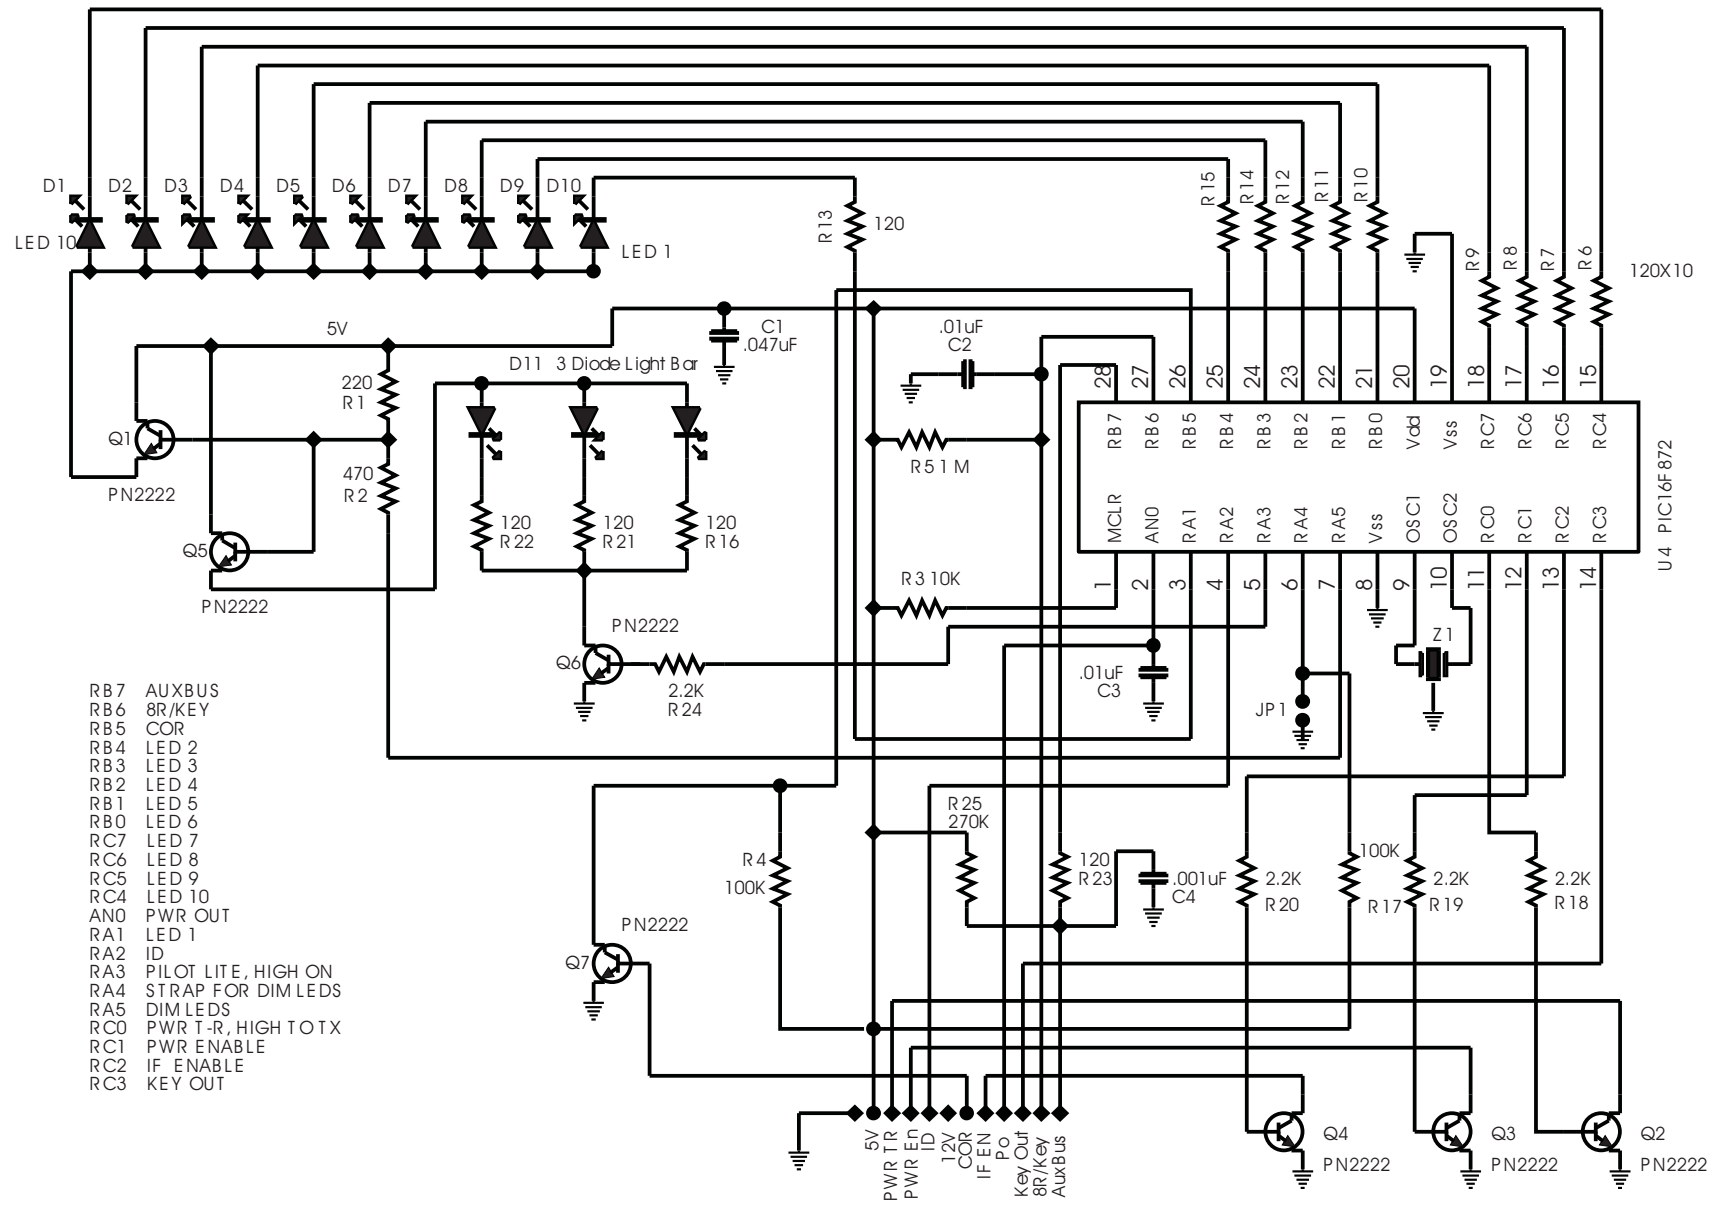 D1 D2 D3 D4 D5 D6 D7 D8 D9 D10
LED 10
LED 1
R13
120
R15
R14
R12
R11
R10
R9
R8
R7
R6
120X10
5V
C1
.047uF
.01uF
C2
D11 3 Diode Light Bar
220
R1
Q1
PN2222
470
R2
Q5
PN2222
120
R22
120
R21
120
R16
R5 1M
R3 10K
28 27 26 25 24 23 22 21 20 19 18 17 16 15
RB7 RB6 RB5 RB4 RB3 RB2 RB1 RB0 Vdd Vss RC7 RC6 RC5 RC4
MCLR AN0 RA1 RA2 RA3 RA4 RA5 Vss OSC1 OSC2 RC0 RC1 RC2 RC3
1 2 3 4 5 6 7 8 9 10 11 12 13 14
U4 PIC16F872
PN2222
Q6
2.2K
R24
.01uF
C3
JP1
Z1
RB7 AUXBUS
RB6 8R/KEY
RB5 COR
RB4 LED 2
RB3 LED 3
RB2 LED 4
RB1 LED 5
RB0 LED 6
RC7 LED 7
RC6 LED 8
RC5 LED 9
RC4 LED 10
AN0 PWR OUT
RA1 LED 1
RA2 ID
RA3 PILOT LITE, HIGH ON
RA4 STRAP FOR DIM LEDS
RA5 DIM LEDS
RC0 PWR T-R, HIGH TO TX
RC1 PWR ENABLE
RC2 IF ENABLE
RC3 KEY OUT
R4
100K
R25
270K
120
R23
.001uF
C4
2.2K
R20
100K
R17
2.2K
R19
2.2K
R18
PN2222
Q7
5V
PWR TR
PWR En
ID
12V
COR
IF EN
Po
Key Out
8R/Key
AuxBus
Q4
PN2222
Q3
PN2222
Q2
PN2222